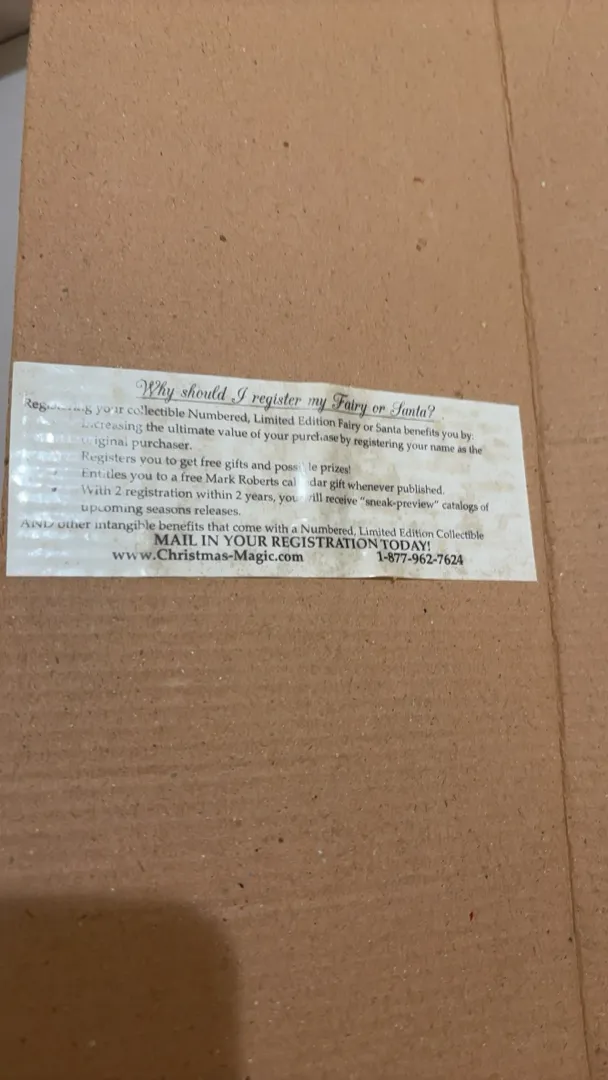 Why should I register my Fairy or Santa?
your collectible Numbered, Limited Edition Fairy or Santa benefits you by:
the ultimate value of your purchase by registering your name as the
purchaser.
Registers you to get free gifts and prizes!
Entitles you to a free Mark Roberts gift whenever published.
With 2 registration within 2 years, receive "sneak-preview" catalogs of
upcoming seasons releases.
AND other intangible benefits that come with a Numbered, Limited Edition Collectible
MAIL IN YOUR REGISTRATION TODAY!
www.Christmas-Magic.com 1-877-962-7624